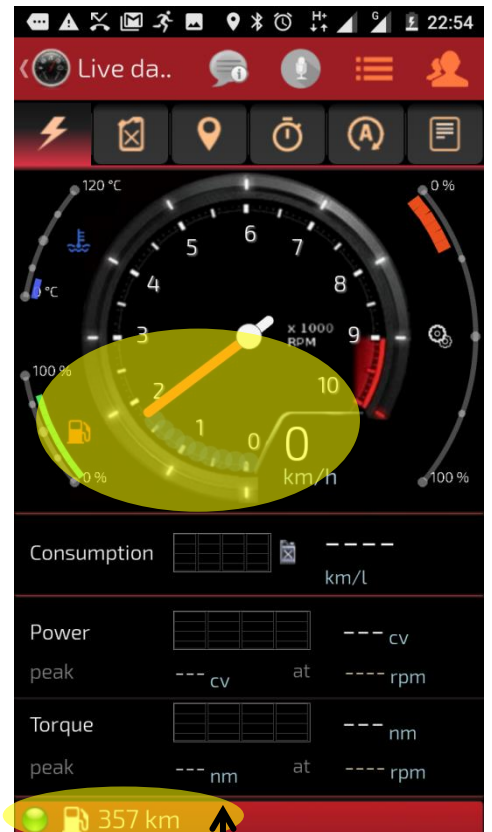 H+ G 22:54
Live da..
A
120 °C 0 %
6
5 7
4 8
0 °C
3 x 1000 9
RPM
100 %
2 10
1 0 0
0 % km/h 100 %
Consumption ----
km/l
Power --- cv
peak --- cv at ---- rpm
Torque --- nm
peak --- nm at ---- rpm
357 km